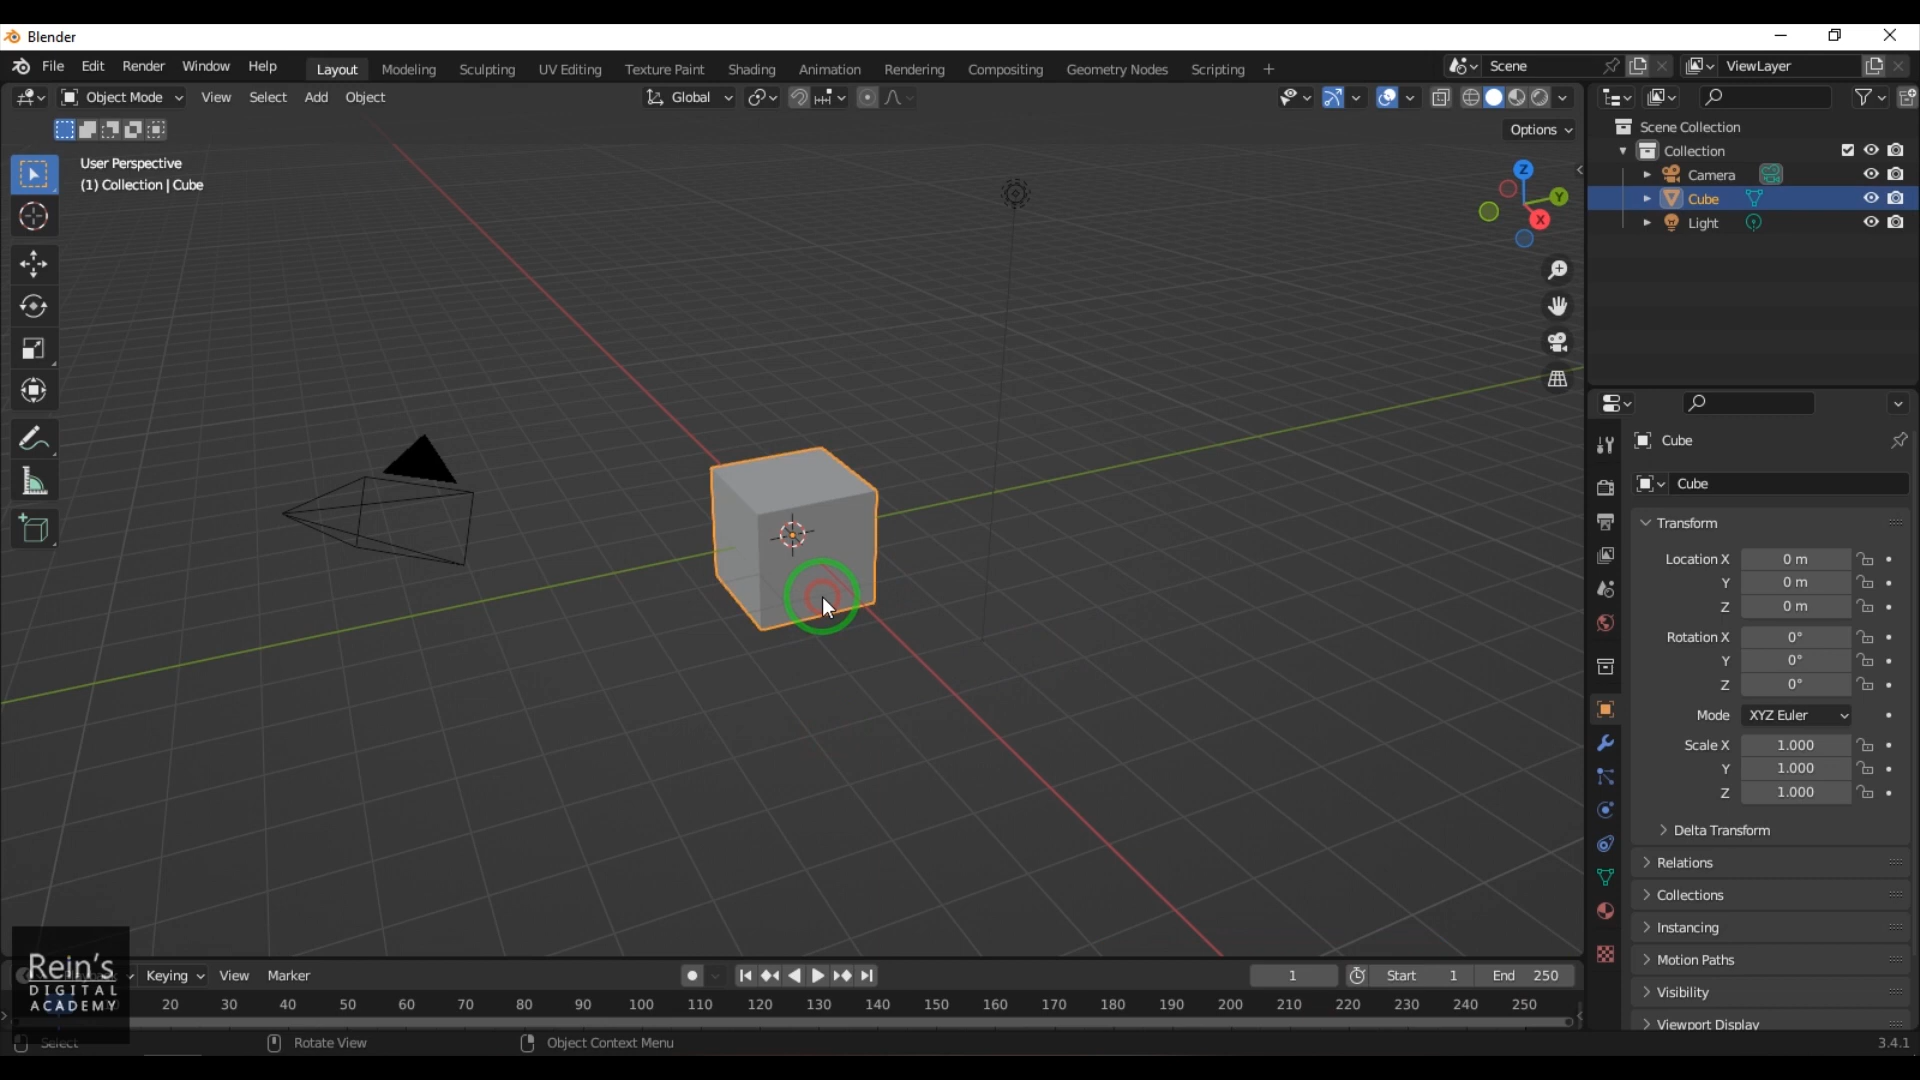 Blender
File Edit Render Window Help Layout Modeling Sculpting UV Editing Texture Paint Shading Animation Rendering Compositing Geometry Nodes Scripting + Scene ViewLayer
Object Mode View Select Add Object Global
Options
User Perspective
(1) Collection | Cube
Z
Y
X
Scene Collection
Collection
Camera
Cube
Light
Cube
Cube
Transform
Location X 0 m
Y 0 m
Z 0 m
Rotation X 0°
Y 0°
Z 0°
Mode XYZ Euler
Scale X 1.000
Y 1.000
Z 1.000
Delta Transform
Relations
Collections
Instancing
Motion Paths
Visibility
Viewport Display
Rein's
DIGITAL
ACADEMY
Keying View Marker 1 Start 1 End 250
20 30 40 50 60 70 80 90 100 110 120 130 140 150 160 170 180 190 200 210 220 230 240 250
Select Rotate View Object Context Menu 3.4.1